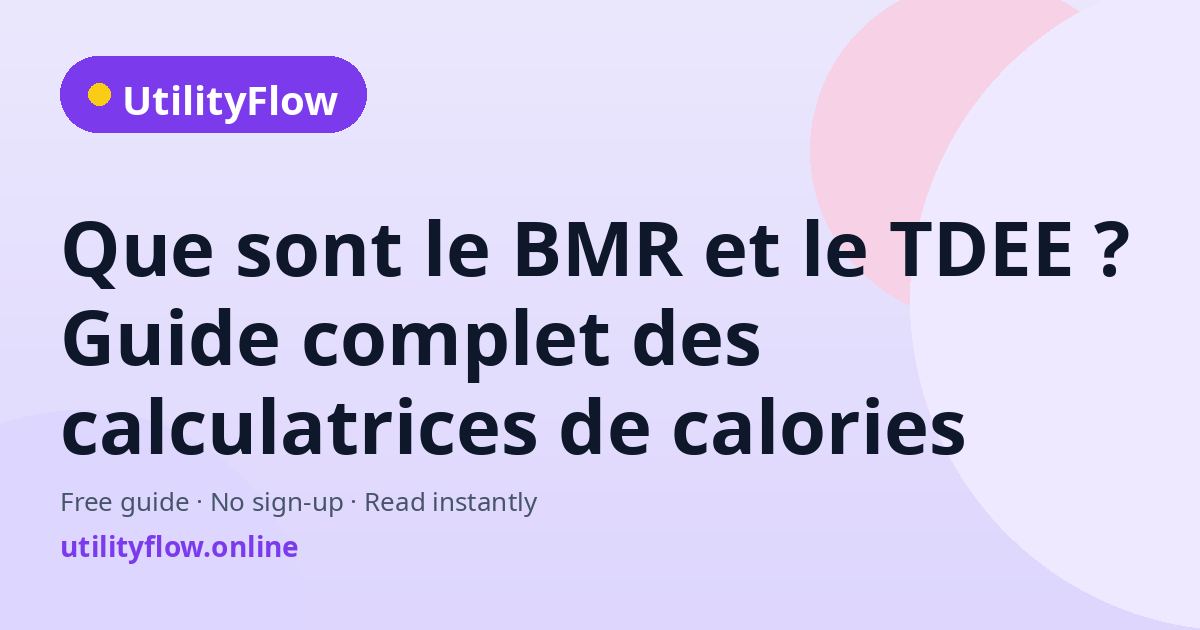 UtilityFlow
Que sont le BMR et le TDEE ?
Guide complet des
calculatrices de calories
Free guide · No sign-up · Read instantly
utilityflow.online